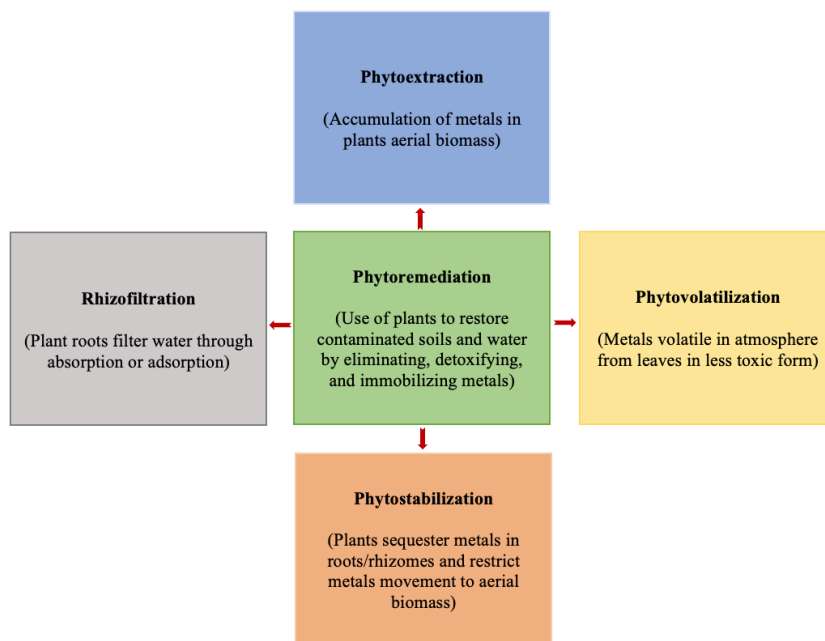 Phytoextraction
(Accumulation of metals in
plants aerial biomass)
Rhizofiltration
(Plant roots filter water through
absorption or adsorption)
Phytoremediation
(Use of plants to restore
contaminated soils and water
by eliminating, detoxifying,
and immobilizing metals)
Phytovolatilization
(Metals volatile in atmosphere
from leaves in less toxic form)
Phytostabilization
(Plants sequester metals in
roots/rhizomes and restrict
metals movement to aerial
biomass)